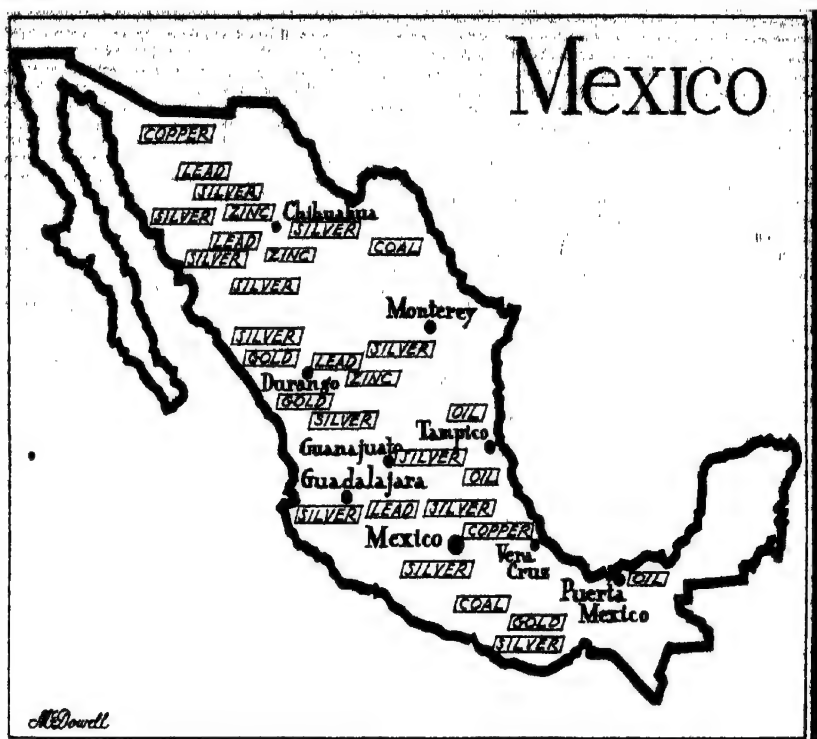 Mexico
COPPER
LEAD
SILVER
SILVER
ZINC
Chihuahua
SILVER
LEAD
COAL
SILVER
ZINC
SILVER
Monterey
SILVER
SILVER
GOLD
LEAD
Durango
ZINC
GOLD
OIL
SILVER
Tampico
Guanajuato
SILVER
OIL
Guadalajara
SILVER
LEAD
SILVER
COPPER
Mexico
Vera
Cruz
SILVER
OIL
Puerta
Mexico
COAL
GOLD
SILVER
McDowell